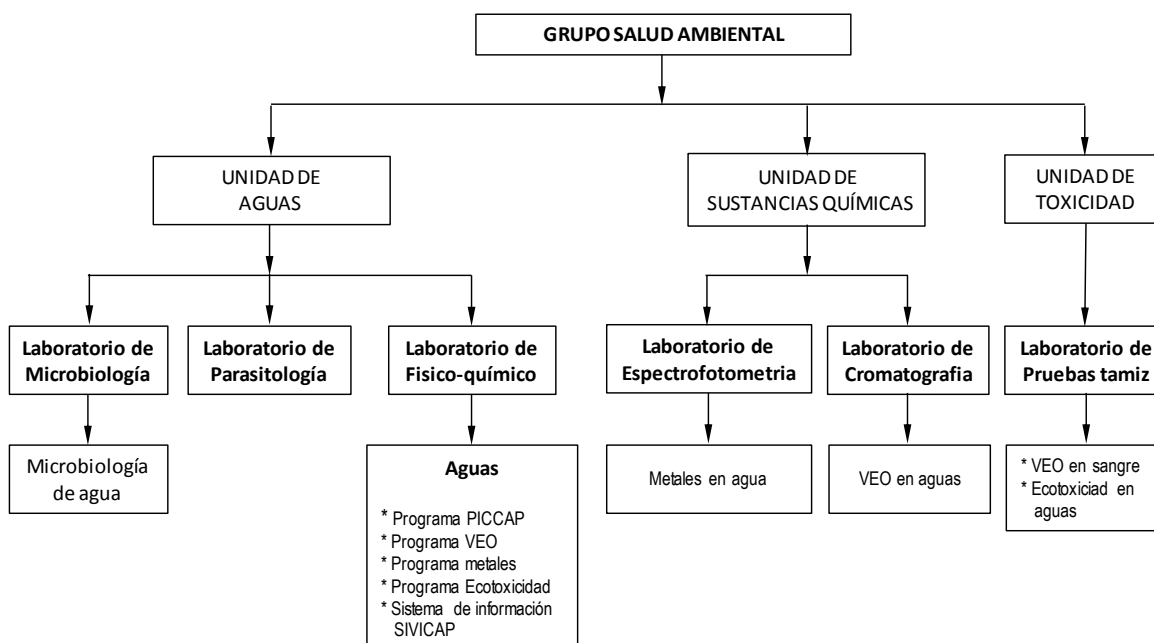 GRUPO SALUD AMBIENTAL
UNIDAD DE
AGUAS
UNIDAD DE
SUSTANCIAS QUÍMICAS
UNIDAD DE
TOXICIDAD
Laboratorio de
Microbiología
Laboratorio de
Parasitología
Laboratorio de
Fisico-químico
Laboratorio de
Espectrofotometria
Laboratorio de
Cromatografia
Laboratorio de
Pruebas tamiz
Microbiología
de agua
Aguas
* Programa PICCAP
* Programa VEO
* Programa metales
* Programa Ecotoxicidad
* Sistema de información
SIVICAP
Metales en agua
VEO en aguas
* VEO en sangre
* Ecotoxiciad en
aguas